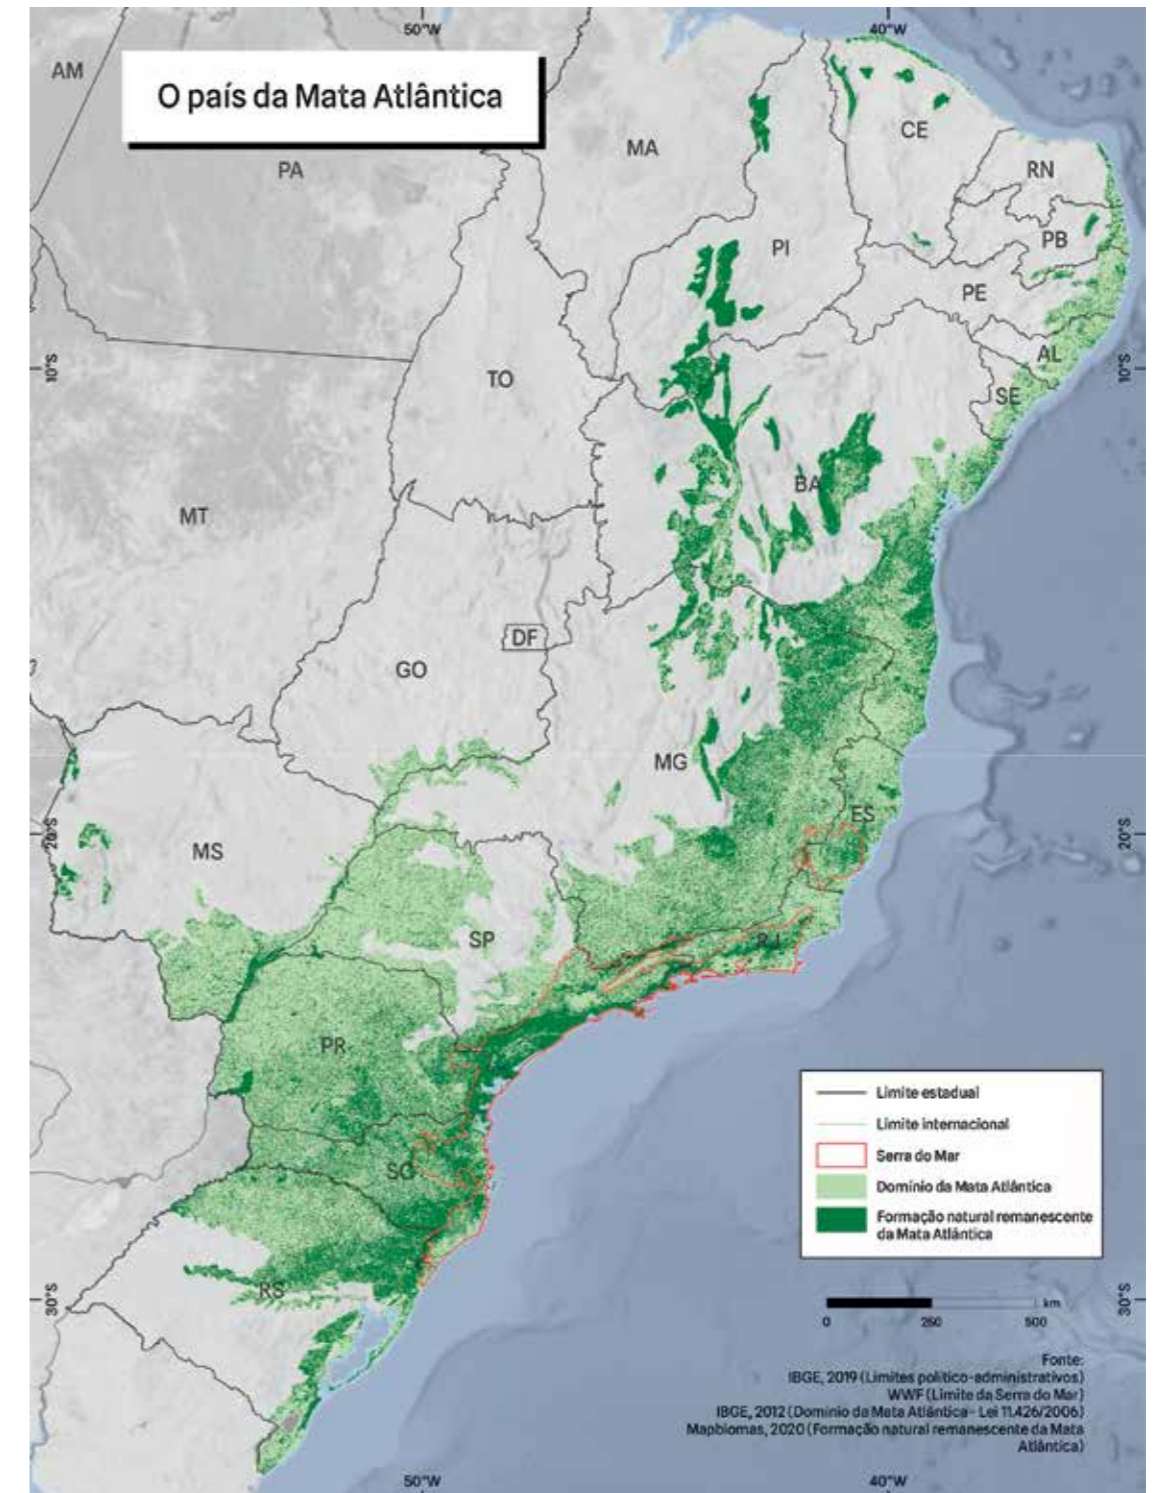 50°W
40°W
O país da Mata Atlântica
AM
PA
MA
CE
RN
PB
PI
PE
AL
SE
10°S
10°S
TO
BA
MT
DF
GO
MG
ES
20°S
20°S
MS
SP
RJ
PR
SC
RS
30°S
30°S
Limite estadual
Limite internacional
Serra do Mar
Domínio da Mata Atlântica
Formação natural remanescente
da Mata Atlântica
km
0 250 500
Fonte:
IBGE, 2019 (Limites político-administrativos)
WWF (Limite da Serra do Mar)
IBGE, 2012 (Domínio da Mata Atlântica - Lei 11.426/2006)
Mapbiomas, 2020 (Formação natural remanescente da Mata
Atlântica)
50°W
40°W